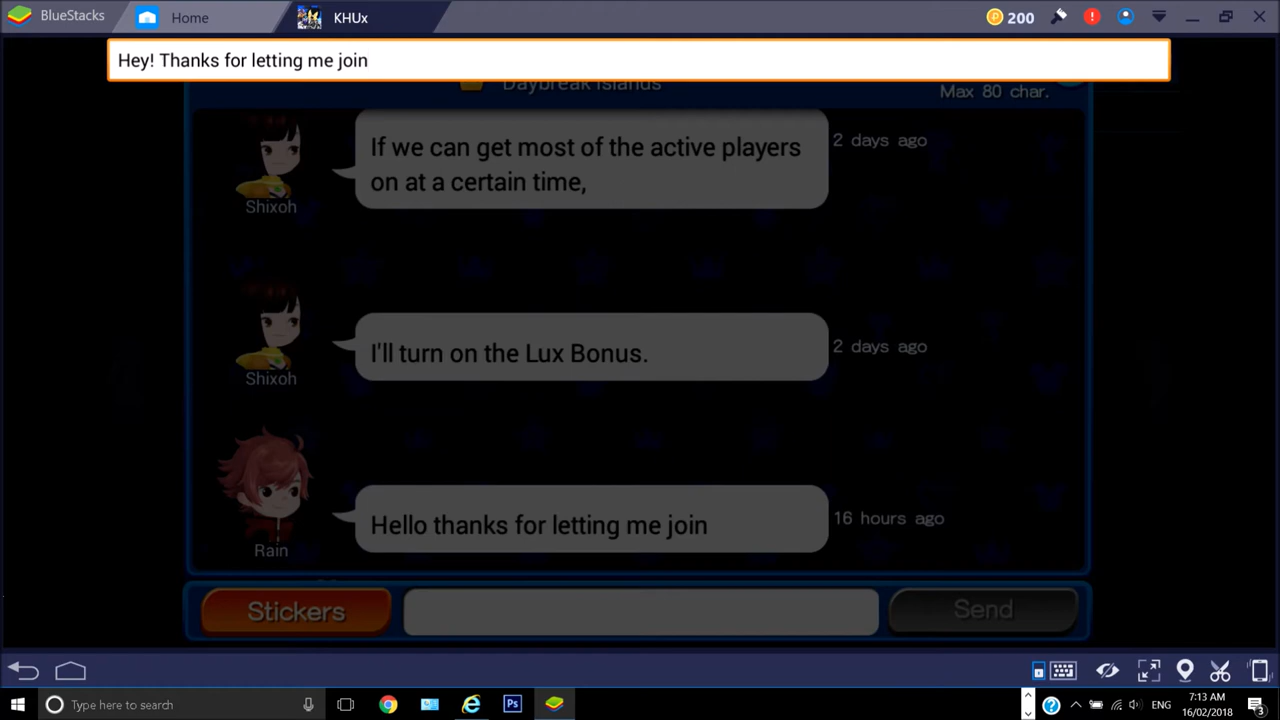 BlueStacks
Home
KHUx
200
Hey! Thanks for letting me join
Daybreak Islands
Max 80 char.
If we can get most of the active players
on at a certain time,
2 days ago
Shixoh
I'll turn on the Lux Bonus.
2 days ago
Shixoh
Hello thanks for letting me join
16 hours ago
Rain
Stickers
Send
Type here to search
Ps
ENG
7:13 AM
16/02/2018
3